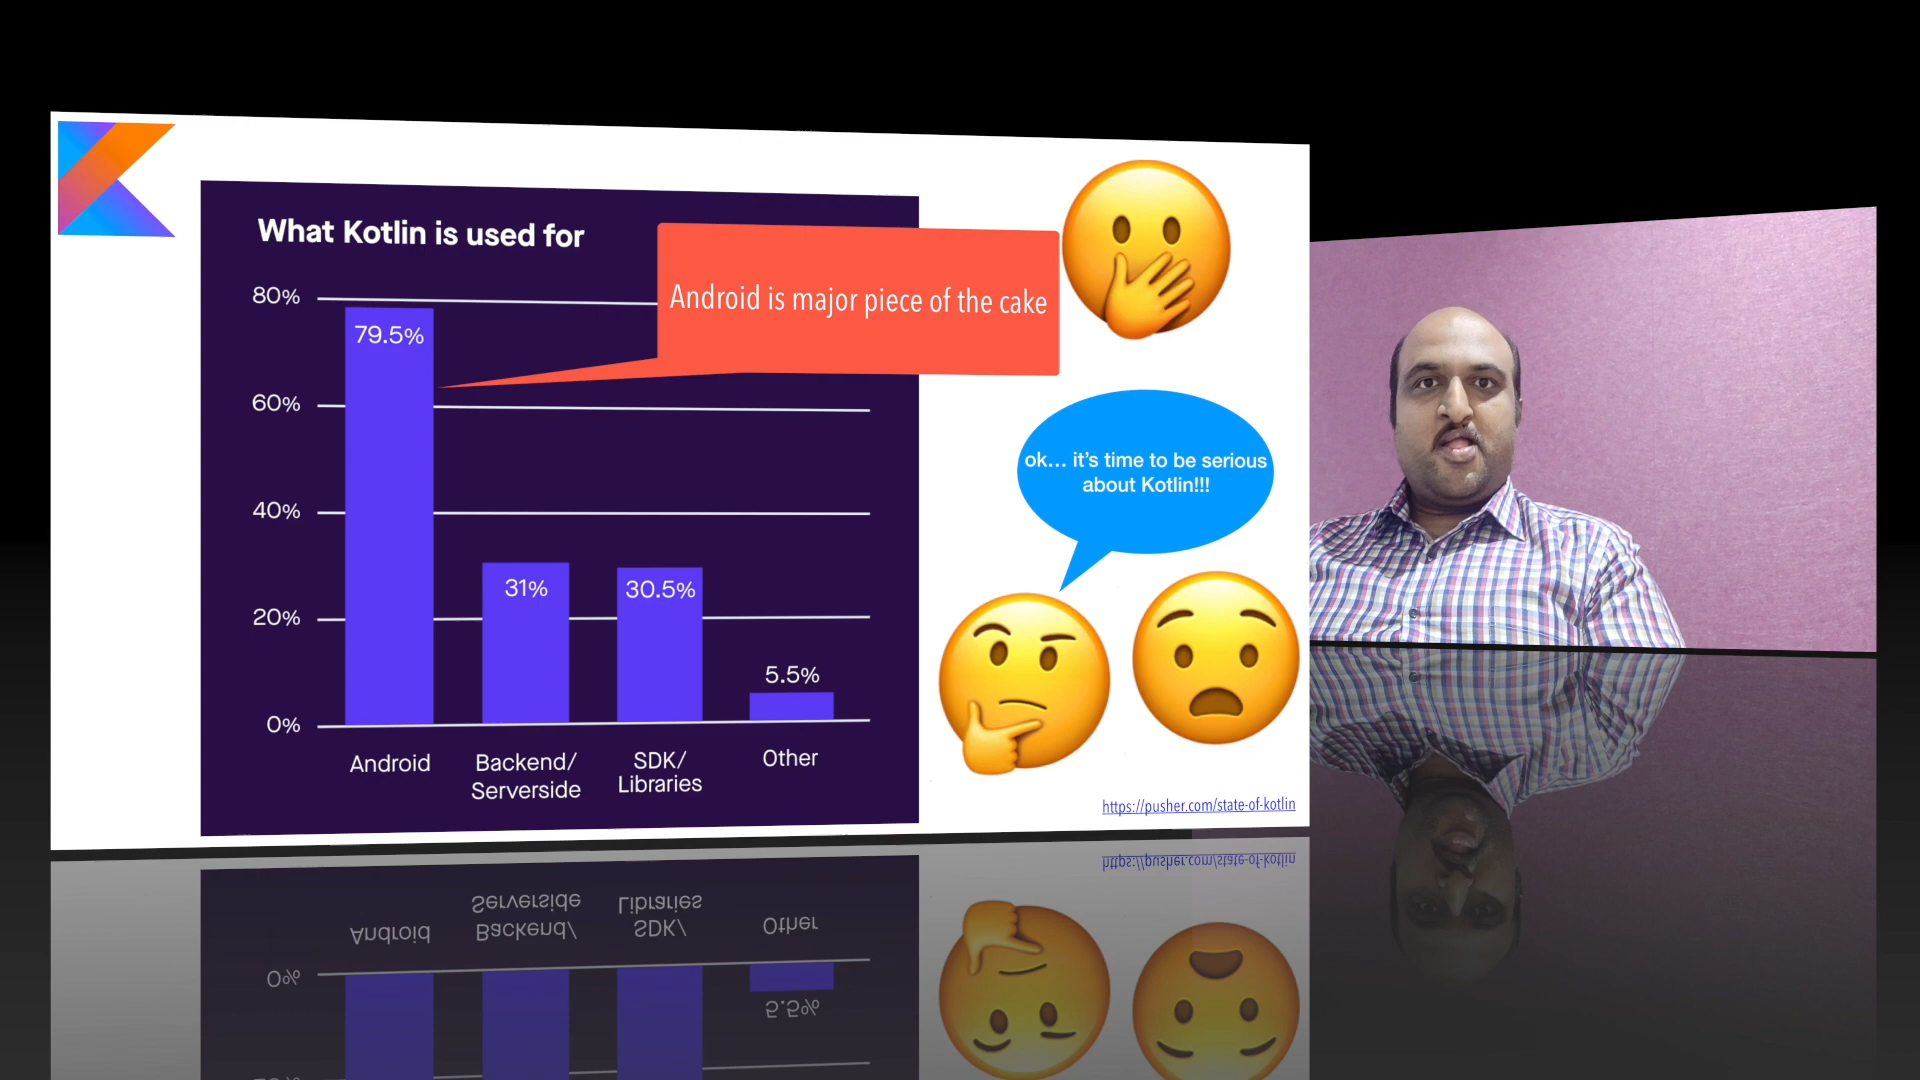 What Kotlin is used for
80%
60%
40%
20%
0%
79.5%
31%
30.5%
5.5%
Android
Backend/
Serverside
SDK/
Libraries
Other
Android is major piece of the cake
ok... it's time to be serious
about Kotlin!!!
https://pusher.com/state-of-kotlin